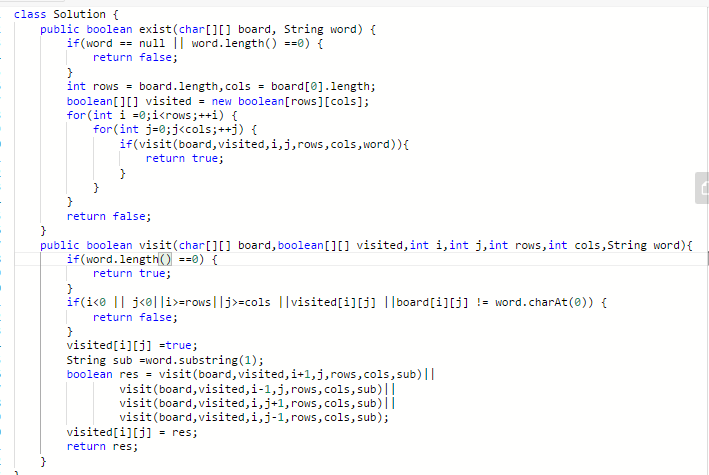 class Solution {
    public boolean exist(char[][] board, String word) {
        if(word == null || word.length() ==0) {
            return false;
        }
        int rows = board.length,cols = board[0].length;
        boolean[][] visited = new boolean[rows][cols];
        for(int i =0;i<rows;++i) {
            for(int j=0;j<cols;++j) {
                if(visit(board,visited,i,j,rows,cols,word)){
                    return true;
                }
            }
        }
        return false;
    }
    public boolean visit(char[][] board,boolean[][] visited,int i,int j,int rows,int cols,String word){
        if(word.length() ==0) {
            return true;
        }
        if(i<0 || j<0||i>=rows||j>=cols ||visited[i][j] ||board[i][j] != word.charAt(0)) {
            return false;
        }
        visited[i][j] =true;
        String sub =word.substring(1);
        boolean res = visit(board,visited,i+1,j,rows,cols,sub)||
                visit(board,visited,i-1,j,rows,cols,sub)||
                visit(board,visited,i,j+1,rows,cols,sub)||
                visit(board,visited,i,j-1,rows,cols,sub);
        visited[i][j] = res;
        return res;
    }
}